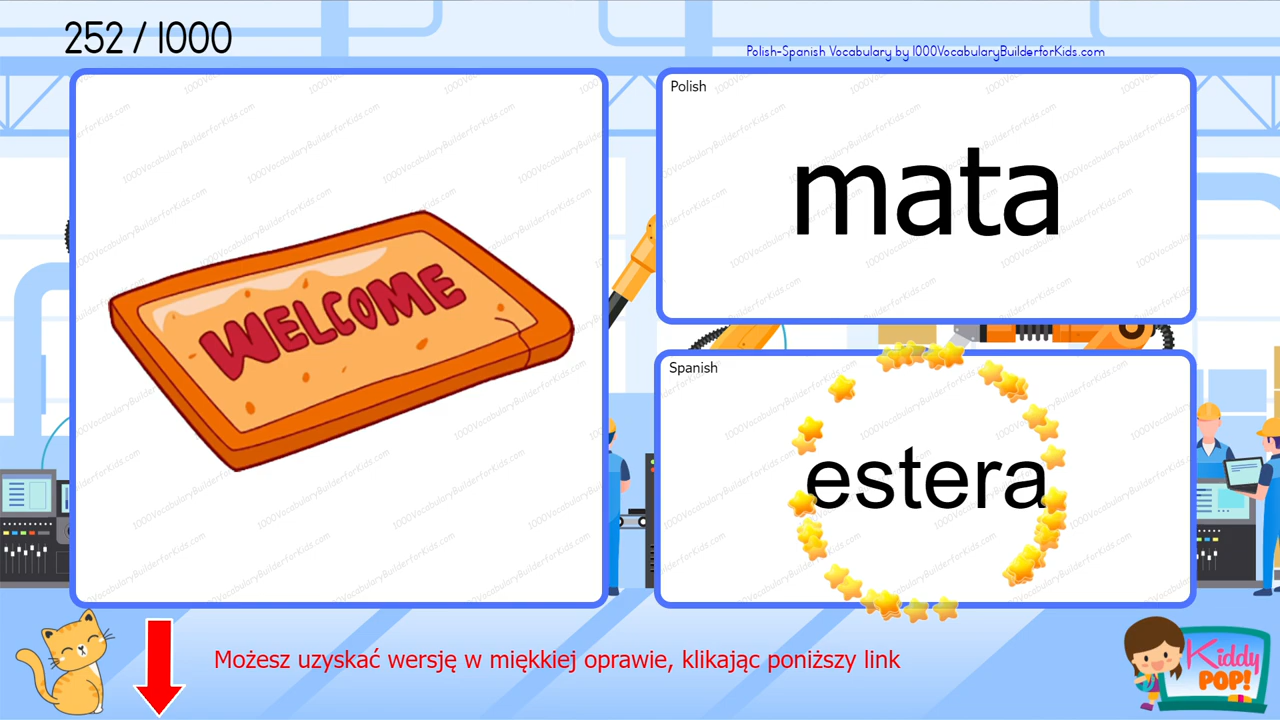 252 / 1000
Polish-Spanish Vocabulary by 1000VocabularyBuilderforKids.com
Polish
mata
WELCOME
Spanish
estera
Możesz uzyskać wersję w miękkiej oprawie, klikając poniższy link
Kiddy
POP!